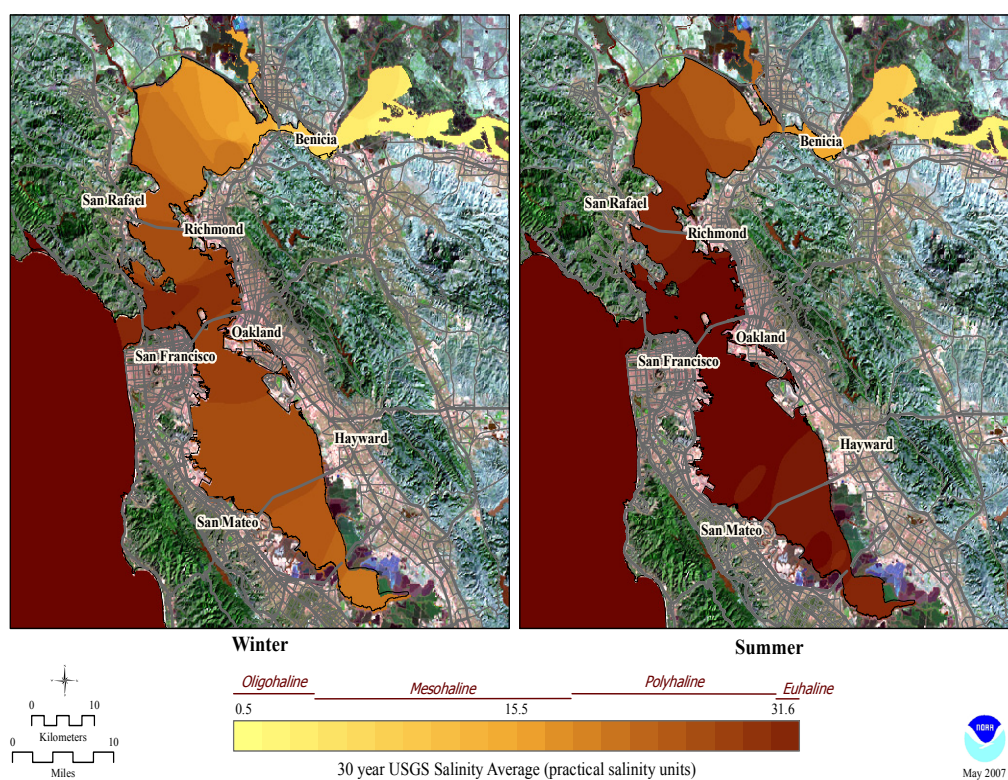 Benicia
San Rafael
Richmond
Oakland
San Francisco
Hayward
San Mateo
Winter
Benicia
San Rafael
Richmond
Oakland
San Francisco
Hayward
San Mateo
Summer
Oligohaline Mesohaline Polyhaline Euhaline
0.5 15.5 31.6
30 year USGS Salinity Average (practical salinity units)
0 10
Kilometers
0 10
Miles
NOAA
May 2007